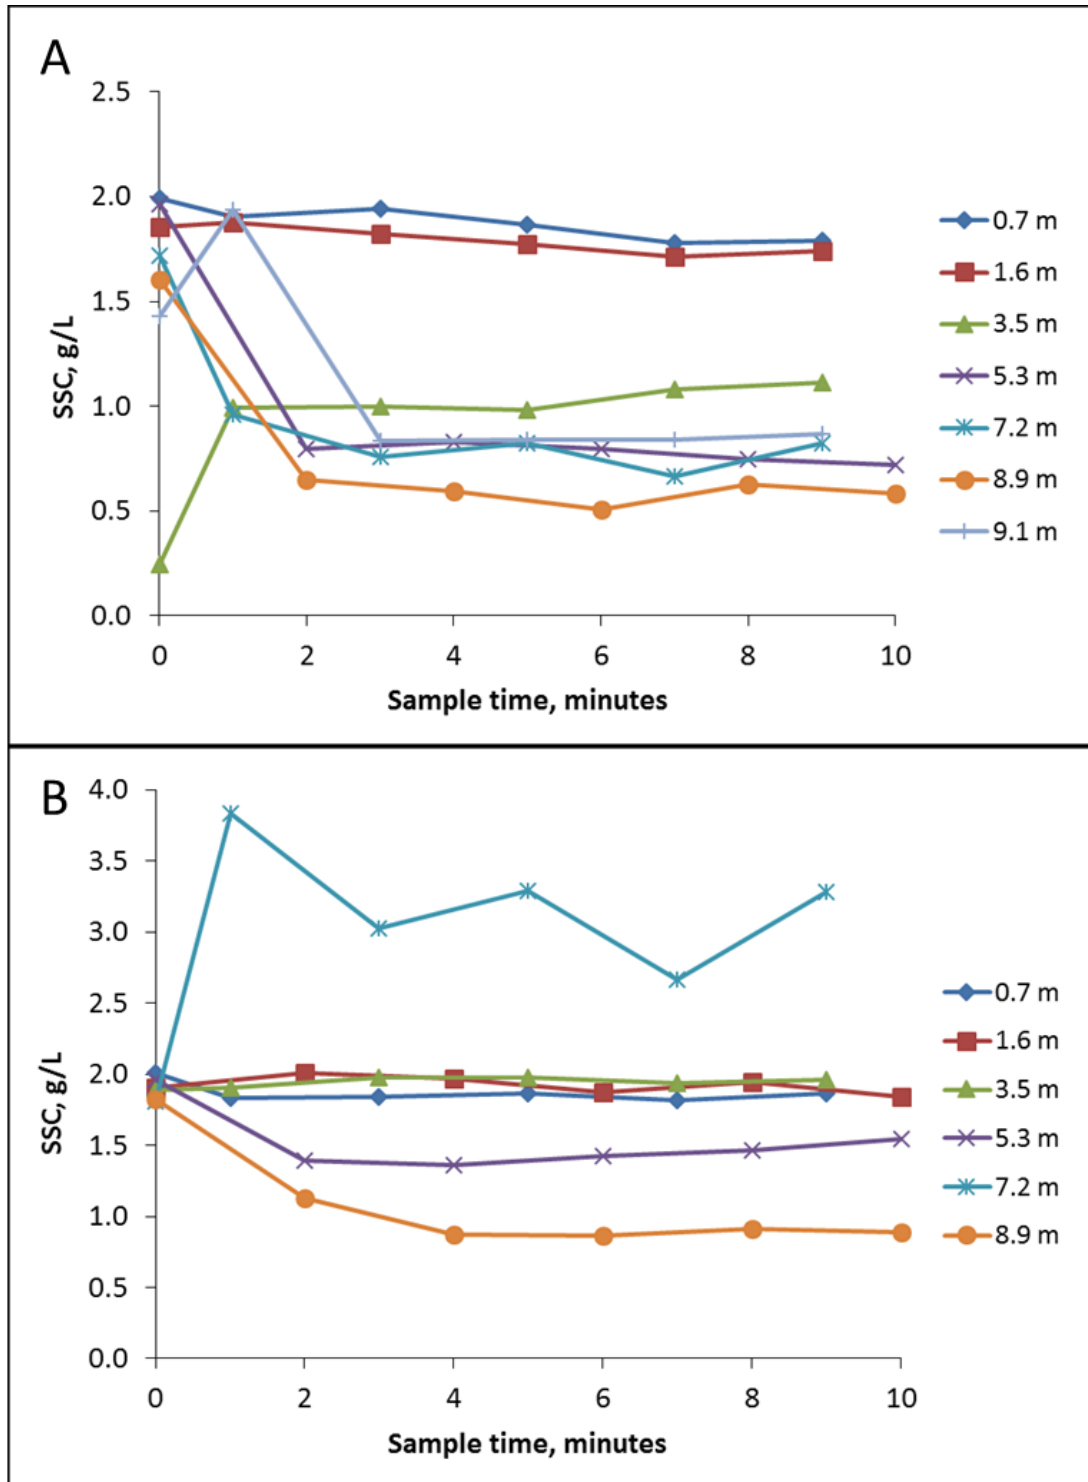 A
2.5
2.0
1.5
1.0
0.5
0.0
SSC, g/L
0 2 4 6 8 10
Sample time, minutes
0.7 m
1.6 m
3.5 m
5.3 m
7.2 m
8.9 m
9.1 m
B
4.0
3.5
3.0
2.5
2.0
1.5
1.0
0.5
0.0
SSC, g/L
0 2 4 6 8 10
Sample time, minutes
0.7 m
1.6 m
3.5 m
5.3 m
7.2 m
8.9 m